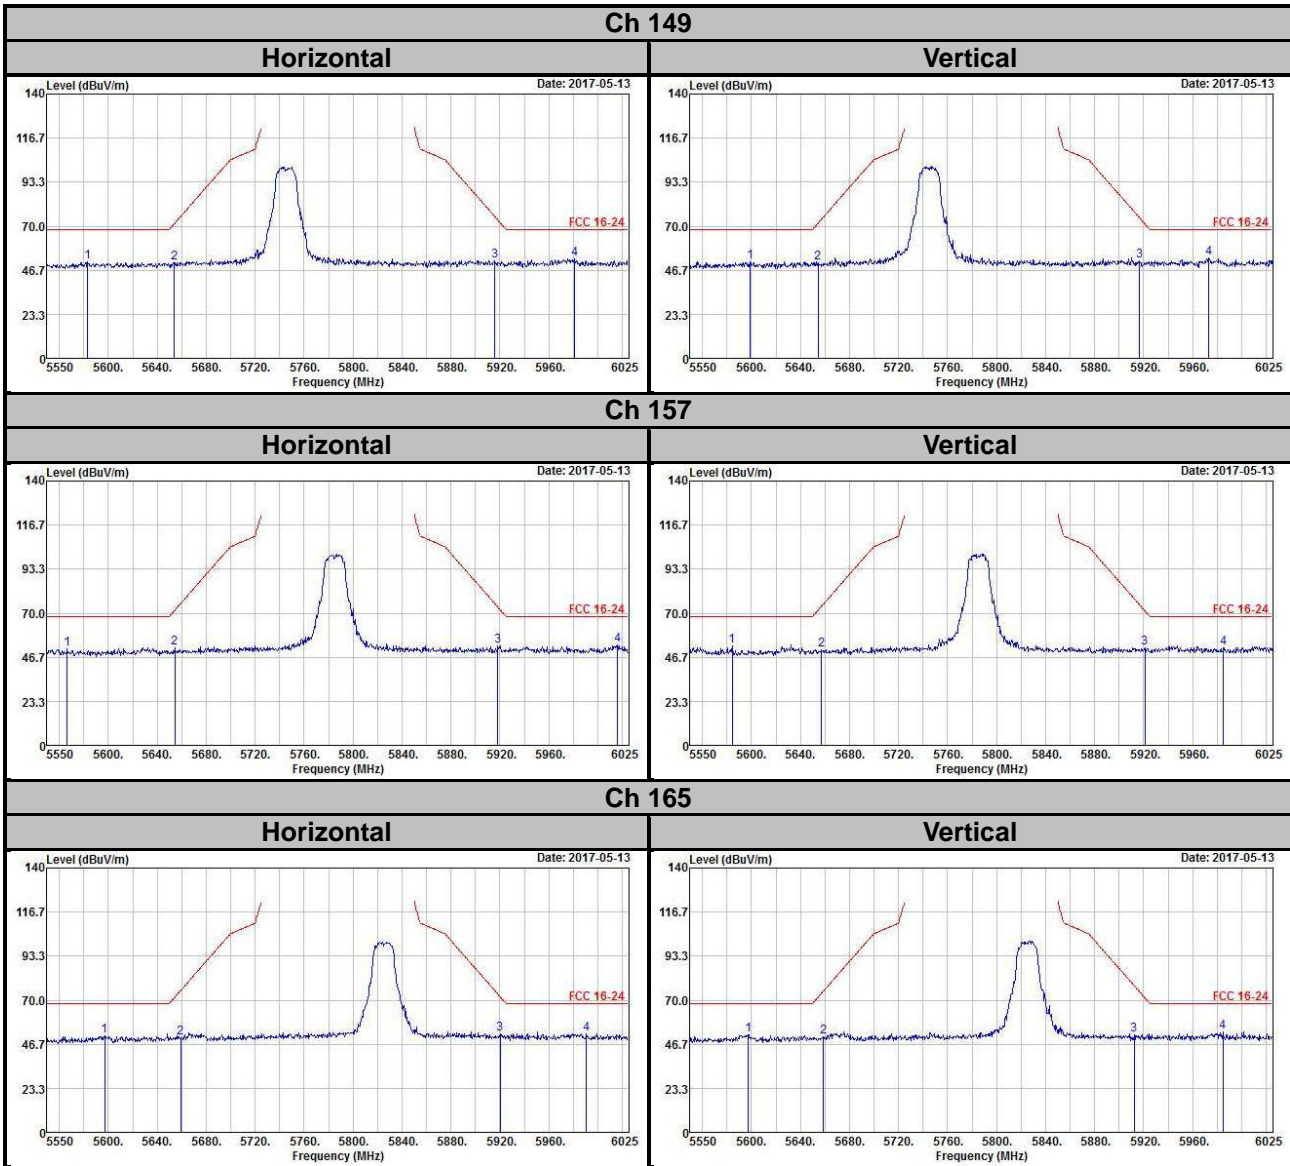 Ch 149
Horizontal Vertical
Level (dBuV/m) Date: 2017-05-13 Level (dBuV/m) Date: 2017-05-13
140 140
116.7 116.7
93.3 93.3
70.0 FCC 16-24 70.0 FCC 16-24
1 2 3 4 1 2 3 4
46.7 46.7
23.3 23.3
0 0
5550 5600. 5640. 5680. 5720. 5760. 5800. 5840. 5880. 5920. 5960. 6025 5550 5600. 5640. 5680. 5720. 5760. 5800. 5840. 5880. 5920. 5960. 6025
Frequency (MHz) Frequency (MHz)
Ch 157
Horizontal Vertical
Level (dBuV/m) Date: 2017-05-13 Level (dBuV/m) Date: 2017-05-13
140 140
116.7 116.7
93.3 93.3
70.0 FCC 16-24 70.0 FCC 16-24
1 2 3 4 1 2 3 4
46.7 46.7
23.3 23.3
0 0
5550 5600. 5640. 5680. 5720. 5760. 5800. 5840. 5880. 5920. 5960. 6025 5550 5600. 5640. 5680. 5720. 5760. 5800. 5840. 5880. 5920. 5960. 6025
Frequency (MHz) Frequency (MHz)
Ch 165
Horizontal Vertical
Level (dBuV/m) Date: 2017-05-13 Level (dBuV/m) Date: 2017-05-13
140 140
116.7 116.7
93.3 93.3
70.0 FCC 16-24 70.0 FCC 16-24
1 2 3 4 1 2 3 4
46.7 46.7
23.3 23.3
0 0
5550 5600. 5640. 5680. 5720. 5760. 5800. 5840. 5880. 5920. 5960. 6025 5550 5600. 5640. 5680. 5720. 5760. 5800. 5840. 5880. 5920. 5960. 6025
Frequency (MHz) Frequency (MHz)